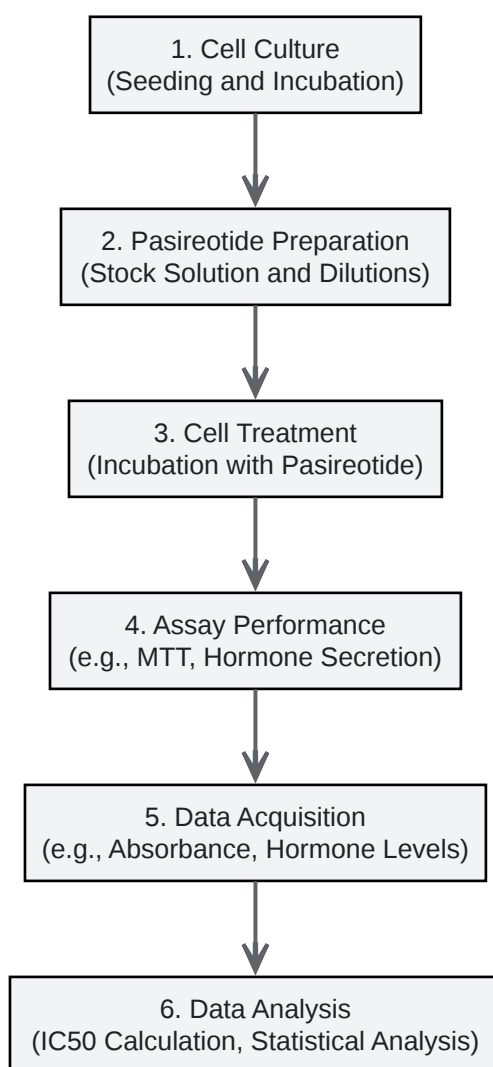 1. Cell Culture
(Seeding and Incubation)
2. Pasireotide Preparation
(Stock Solution and Dilutions)
3. Cell Treatment
(Incubation with Pasireotide)
4. Assay Performance
(e.g., MTT, Hormone Secretion)
5. Data Acquisition
(e.g., Absorbance, Hormone Levels)
6. Data Analysis
(IC50 Calculation, Statistical Analysis)